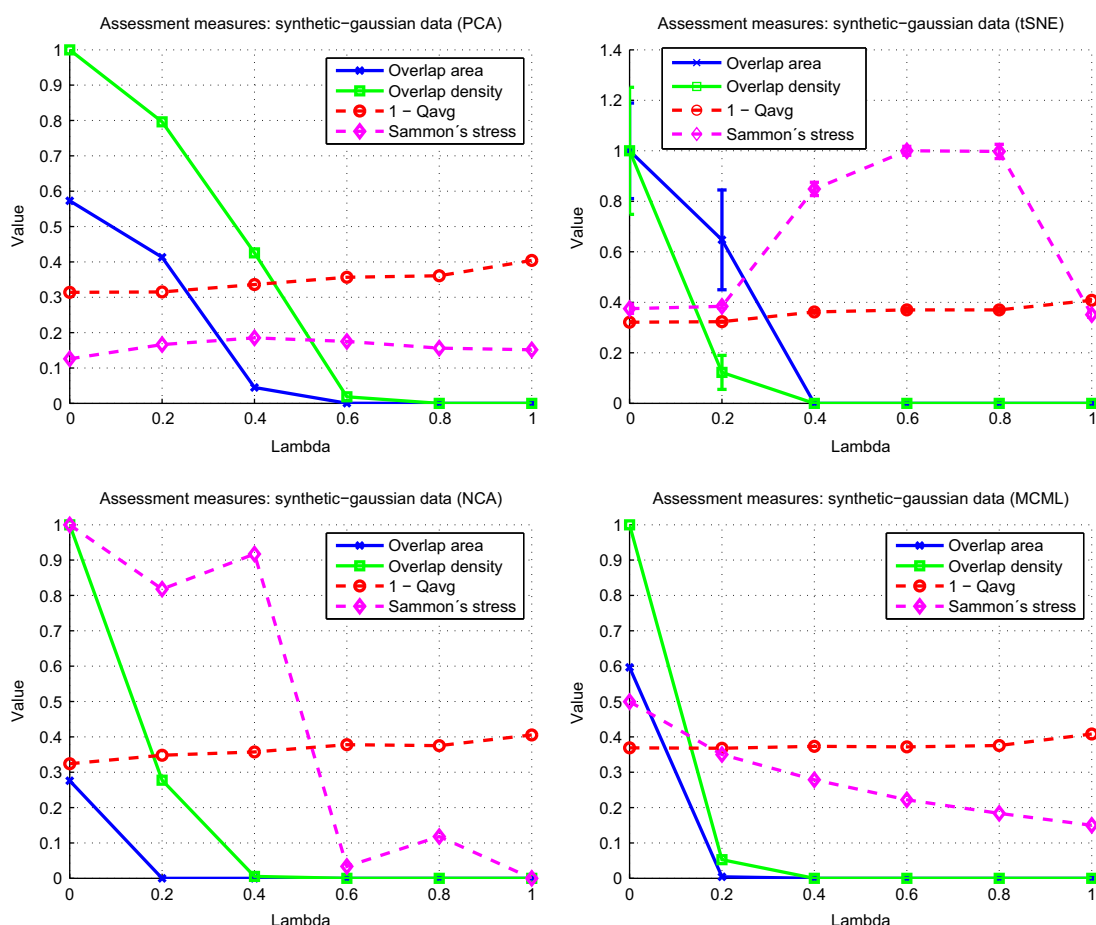 Assessment measures: synthetic−gaussian data (PCA)
1
0.9
0.8
0.7
0.6
0.5
0.4
0.3
0.2
0.1
0
Value
Overlap area
Overlap density
1 − Qavg
Sammon´s stress
0 0.2 0.4 0.6 0.8 1
Lambda
Assessment measures: synthetic−gaussian data (tSNE)
1.4
1.2
1
0.8
0.6
0.4
0.2
0
Value
Overlap area
Overlap density
1 − Qavg
Sammon´s stress
0 0.2 0.4 0.6 0.8 1
Lambda
Assessment measures: synthetic−gaussian data (NCA)
1
0.9
0.8
0.7
0.6
0.5
0.4
0.3
0.2
0.1
0
Value
Overlap area
Overlap density
1 − Qavg
Sammon´s stress
0 0.2 0.4 0.6 0.8 1
Lambda
Assessment measures: synthetic−gaussian data (MCML)
1
0.9
0.8
0.7
0.6
0.5
0.4
0.3
0.2
0.1
0
Value
Overlap area
Overlap density
1 − Qavg
Sammon´s stress
0 0.2 0.4 0.6 0.8 1
Lambda